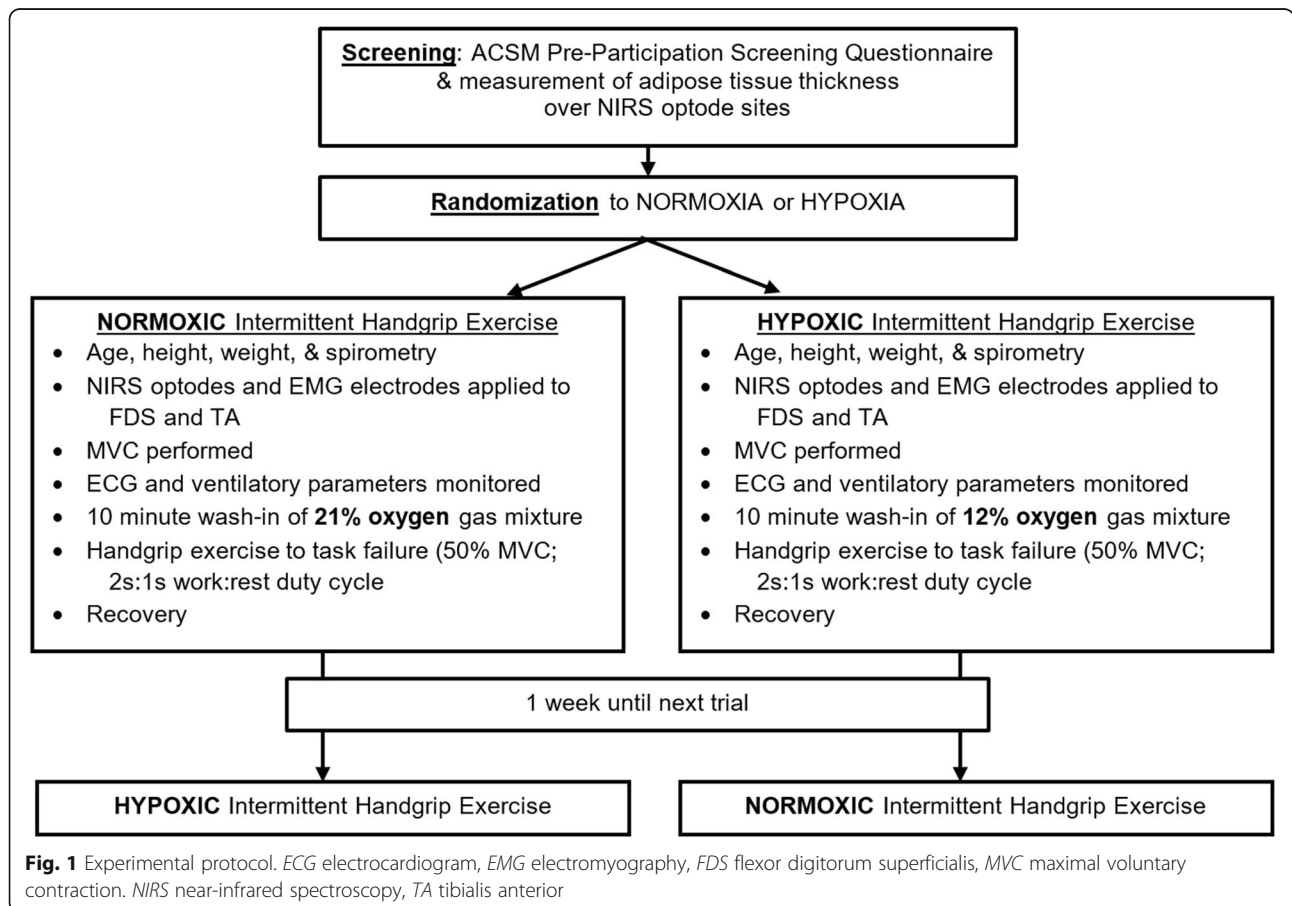 Screening: ACSM Pre-Participation Screening Questionnaire
& measurement of adipose tissue thickness
over NIRS optode sites
Randomization to NORMOXIA or HYPOXIA
NORMOXIC Intermittent Handgrip Exercise
• Age, height, weight, & spirometry
• NIRS optodes and EMG electrodes applied to
FDS and TA
• MVC performed
• ECG and ventilatory parameters monitored
• 10 minute wash-in of 21% oxygen gas mixture
• Handgrip exercise to task failure (50% MVC;
2s:1s work:rest duty cycle
• Recovery
HYPOXIC Intermittent Handgrip Exercise
• Age, height, weight, & spirometry
• NIRS optodes and EMG electrodes applied to
FDS and TA
• MVC performed
• ECG and ventilatory parameters monitored
• 10 minute wash-in of 12% oxygen gas mixture
• Handgrip exercise to task failure (50% MVC;
2s:1s work:rest duty cycle
• Recovery
1 week until next trial
HYPOXIC Intermittent Handgrip Exercise
NORMOXIC Intermittent Handgrip Exercise
Fig. 1 Experimental protocol. ECG electrocardiogram, EMG electromyography, FDS flexor digitorum superficialis, MVC maximal voluntary
contraction. NIRS near-infrared spectroscopy, TA tibialis anterior